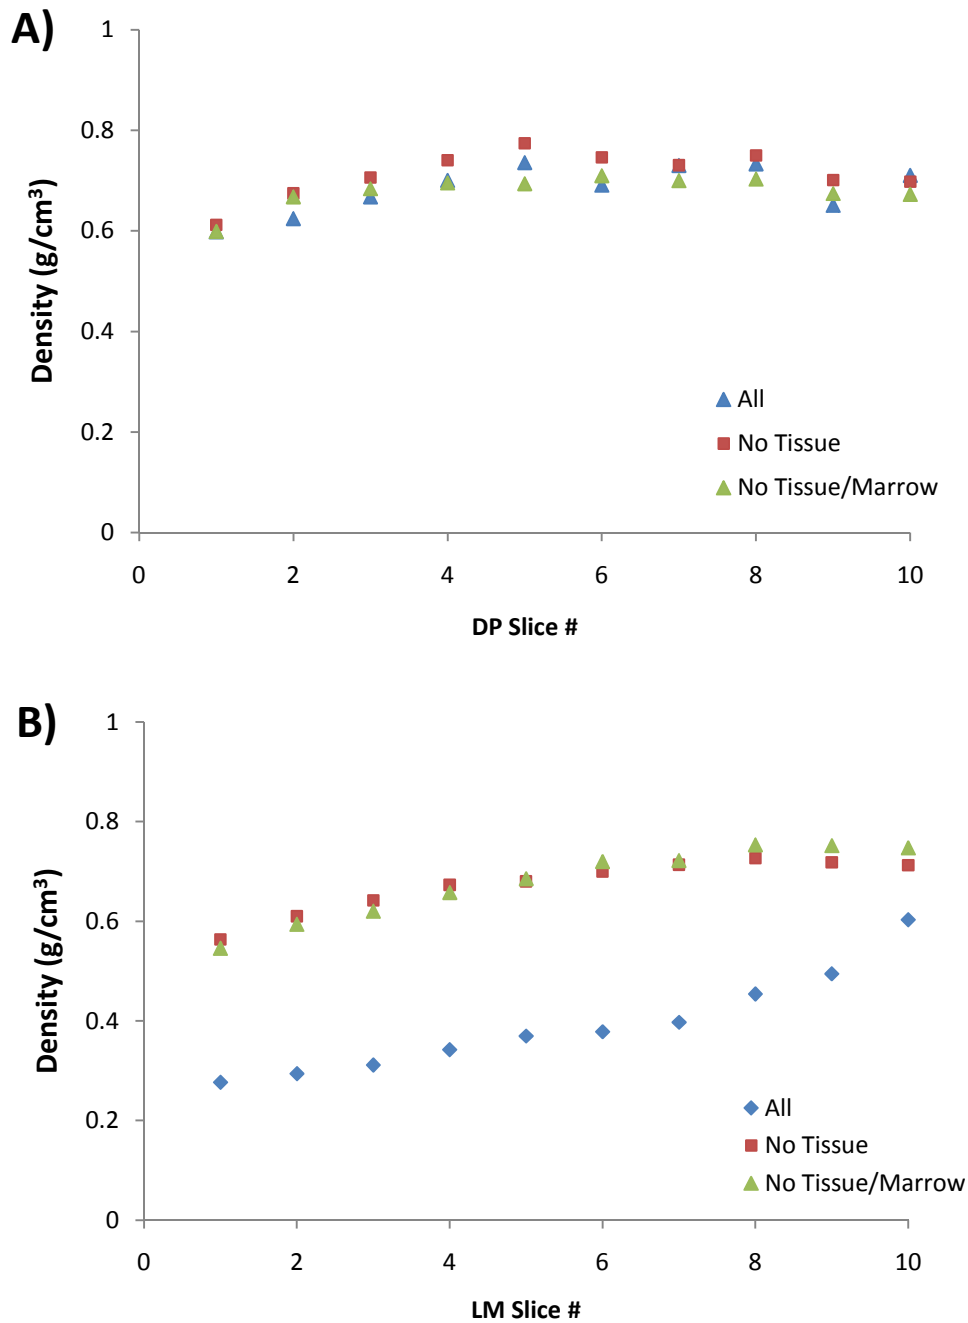 A)
1
0.8
0.6
0.4
0.2
0
Density (g/cm³)
All
No Tissue
No Tissue/Marrow
0 2 4 6 8 10
DP Slice #
B)
1
0.8
0.6
0.4
0.2
0
Density (g/cm³)
All
No Tissue
No Tissue/Marrow
0 2 4 6 8 10
LM Slice #